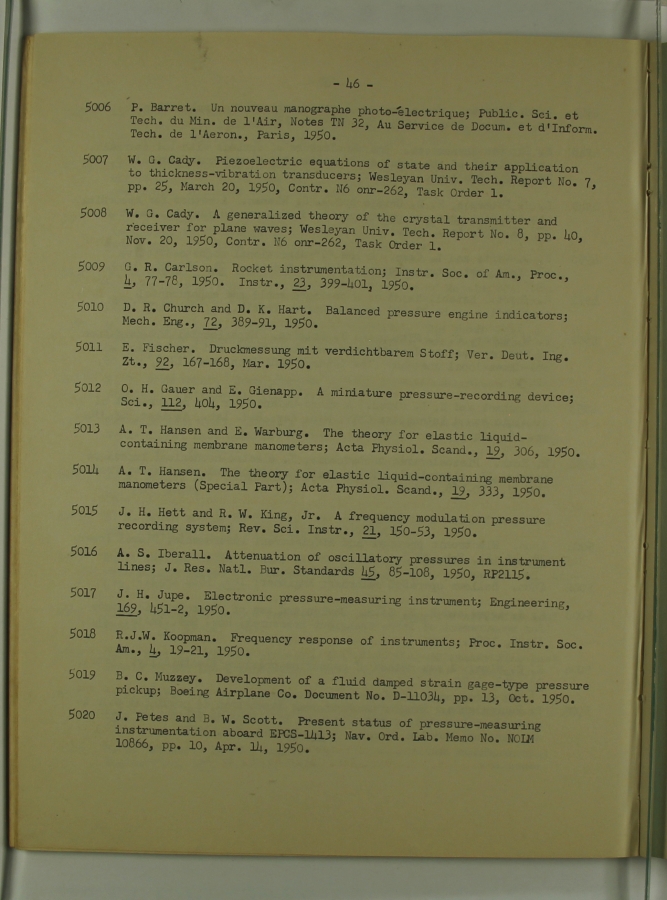 - 46 -
5006 P. Barret. Un nouveau manographe photo-électrique; Public. Sci. et
Tech. du Min. de l'Air, Notes TN 32, Au Service de Docum. et d'Inform.
Tech. de l'Aeron., Paris, 1950.
5007 W. G. Cady. Piezoelectric equations of state and their application
to thickness-vibration transducers; Wesleyan Univ. Tech. Report No. 7,
pp. 25, March 20, 1950, Contr. N6 onr-262, Task Order 1.
5008 W. G. Cady. A generalized theory of the crystal transmitter and
receiver for plane waves; Wesleyan Univ. Tech. Report No. 8, pp. 40,
Nov. 20, 1950, Contr. N6 onr-262, Task Order 1.
5009 G. R. Carlson. Rocket instrumentation; Instr. Soc. of Am., Proc.,
4, 77-78, 1950. Instr., 23, 399-401, 1950.
5010 D. R. Church and D. K. Hart. Balanced pressure engine indicators;
Mech. Eng., 72, 389-91, 1950.
5011 E. Fischer. Druckmessung mit verdichtbarem Stoff; Ver. Deut. Ing.
Zt., 92, 167-168, Mar. 1950.
5012 O. H. Gauer and E. Gienapp. A miniature pressure-recording device;
Sci., 112, 404, 1950.
5013 A. T. Hansen and E. Warburg. The theory for elastic liquid-
containing membrane manometers; Acta Physiol. Scand., 19, 306, 1950.
5014 A. T. Hansen. The theory for elastic liquid-containing membrane
manometers (Special Part); Acta Physiol. Scand., 19, 333, 1950.
5015 J. H. Hett and R. W. King, Jr. A frequency modulation pressure
recording system; Rev. Sci. Instr., 21, 150-53, 1950.
5016 A. S. Iberall. Attenuation of oscillatory pressures in instrument
lines; J. Res. Natl. Bur. Standards 45, 85-108, 1950, RP2115.
5017 J. H. Jupe. Electronic pressure-measuring instrument; Engineering,
169, 451-2, 1950.
5018 R.J.W. Koopman. Frequency response of instruments; Proc. Instr. Soc.
Am., 4, 19-21, 1950.
5019 B. C. Muzzey. Development of a fluid damped strain gage-type pressure
pickup; Boeing Airplane Co. Document No. D-11034, pp. 13, Oct. 1950.
5020 J. Petes and B. W. Scott. Present status of pressure-measuring
instrumentation aboard EPCS-1413; Nav. Ord. Lab. Memo No. NOLM
10866, pp. 10, Apr. 14, 1950.